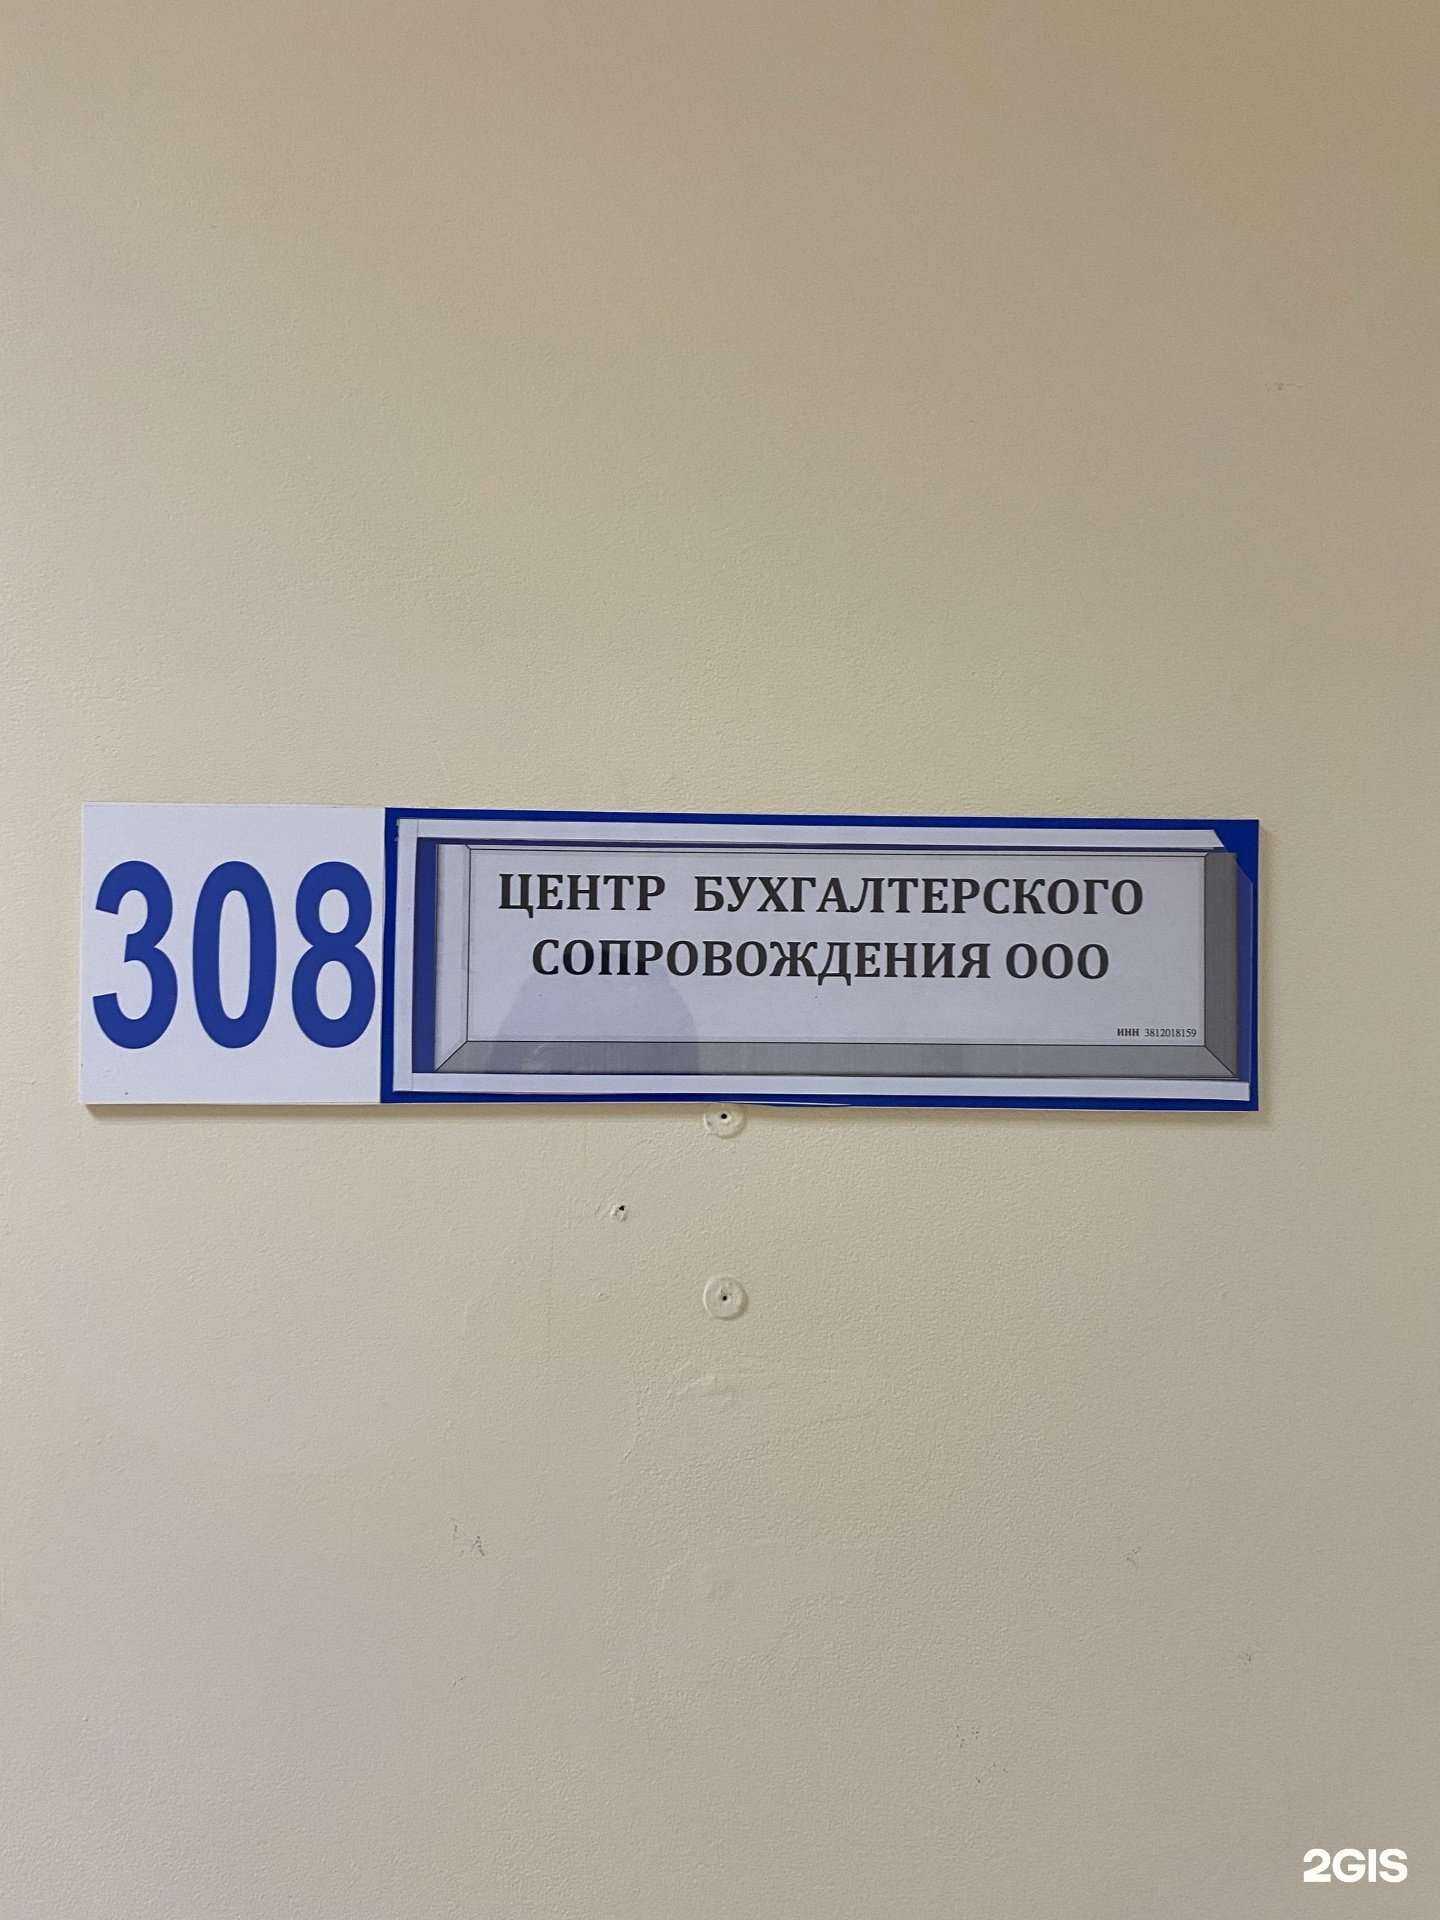 308
ЦЕНТР БУХГАЛТЕРСКОГО
СОПРОВОЖДЕНИЯ ООО
ИНН 3812018159
2GIS